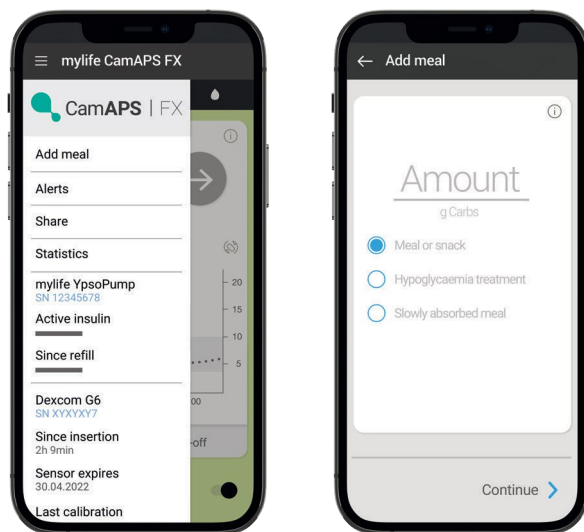 mylife CamAPS FX
CamAPS | FX
Add meal
Alerts
Share
Statistics
mylife YpsoPump
SN 12345678
Active insulin
Since refill
Dexcom G6
SN XYXYXY7
Since insertion
2h 9min
Sensor expires
30.04.2022
Last calibration
20
15
10
5
00
-off
Add meal
Amount
g Carbs
Meal or snack
Hypoglycaemia treatment
Slowly absorbed meal
Continue